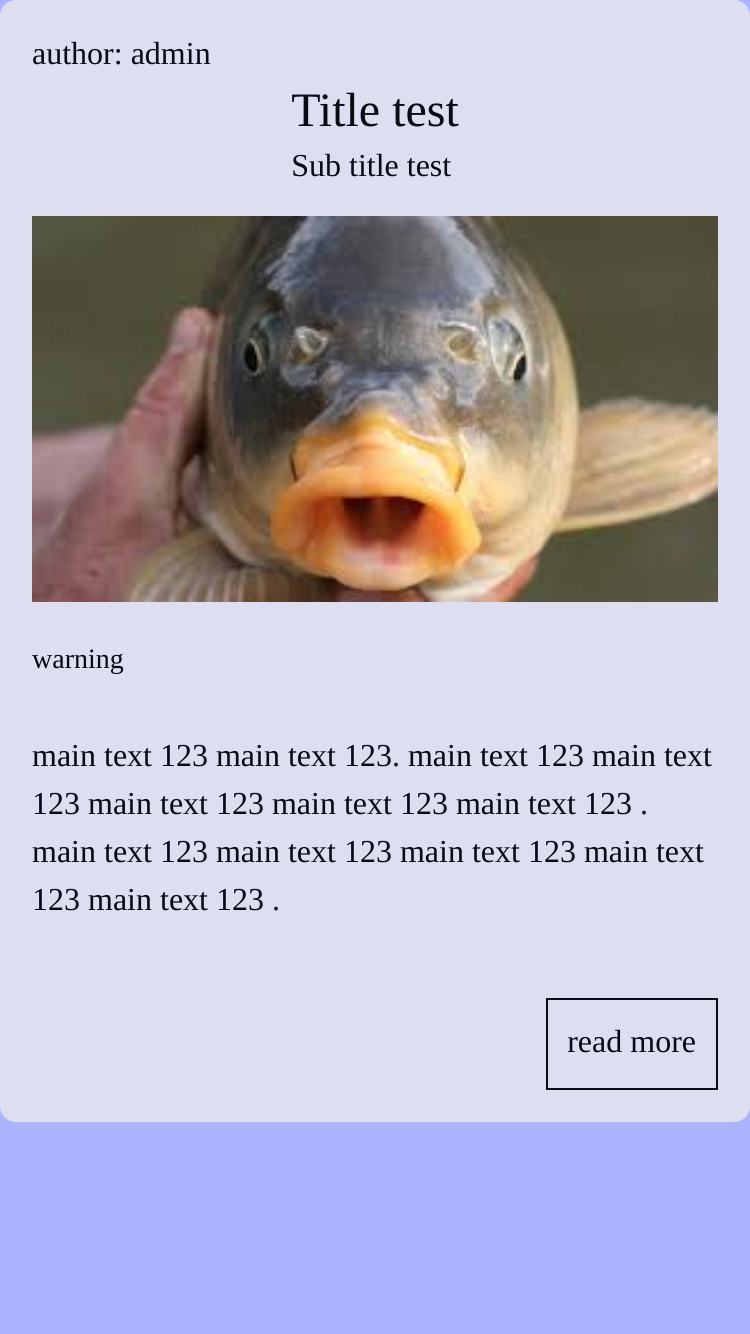 author: admin
Title test
Sub title test
warning
main text 123 main text 123. main text 123 main text
123 main text 123 main text 123 main text 123 .
main text 123 main text 123 main text 123 main text
123 main text 123 .
read more